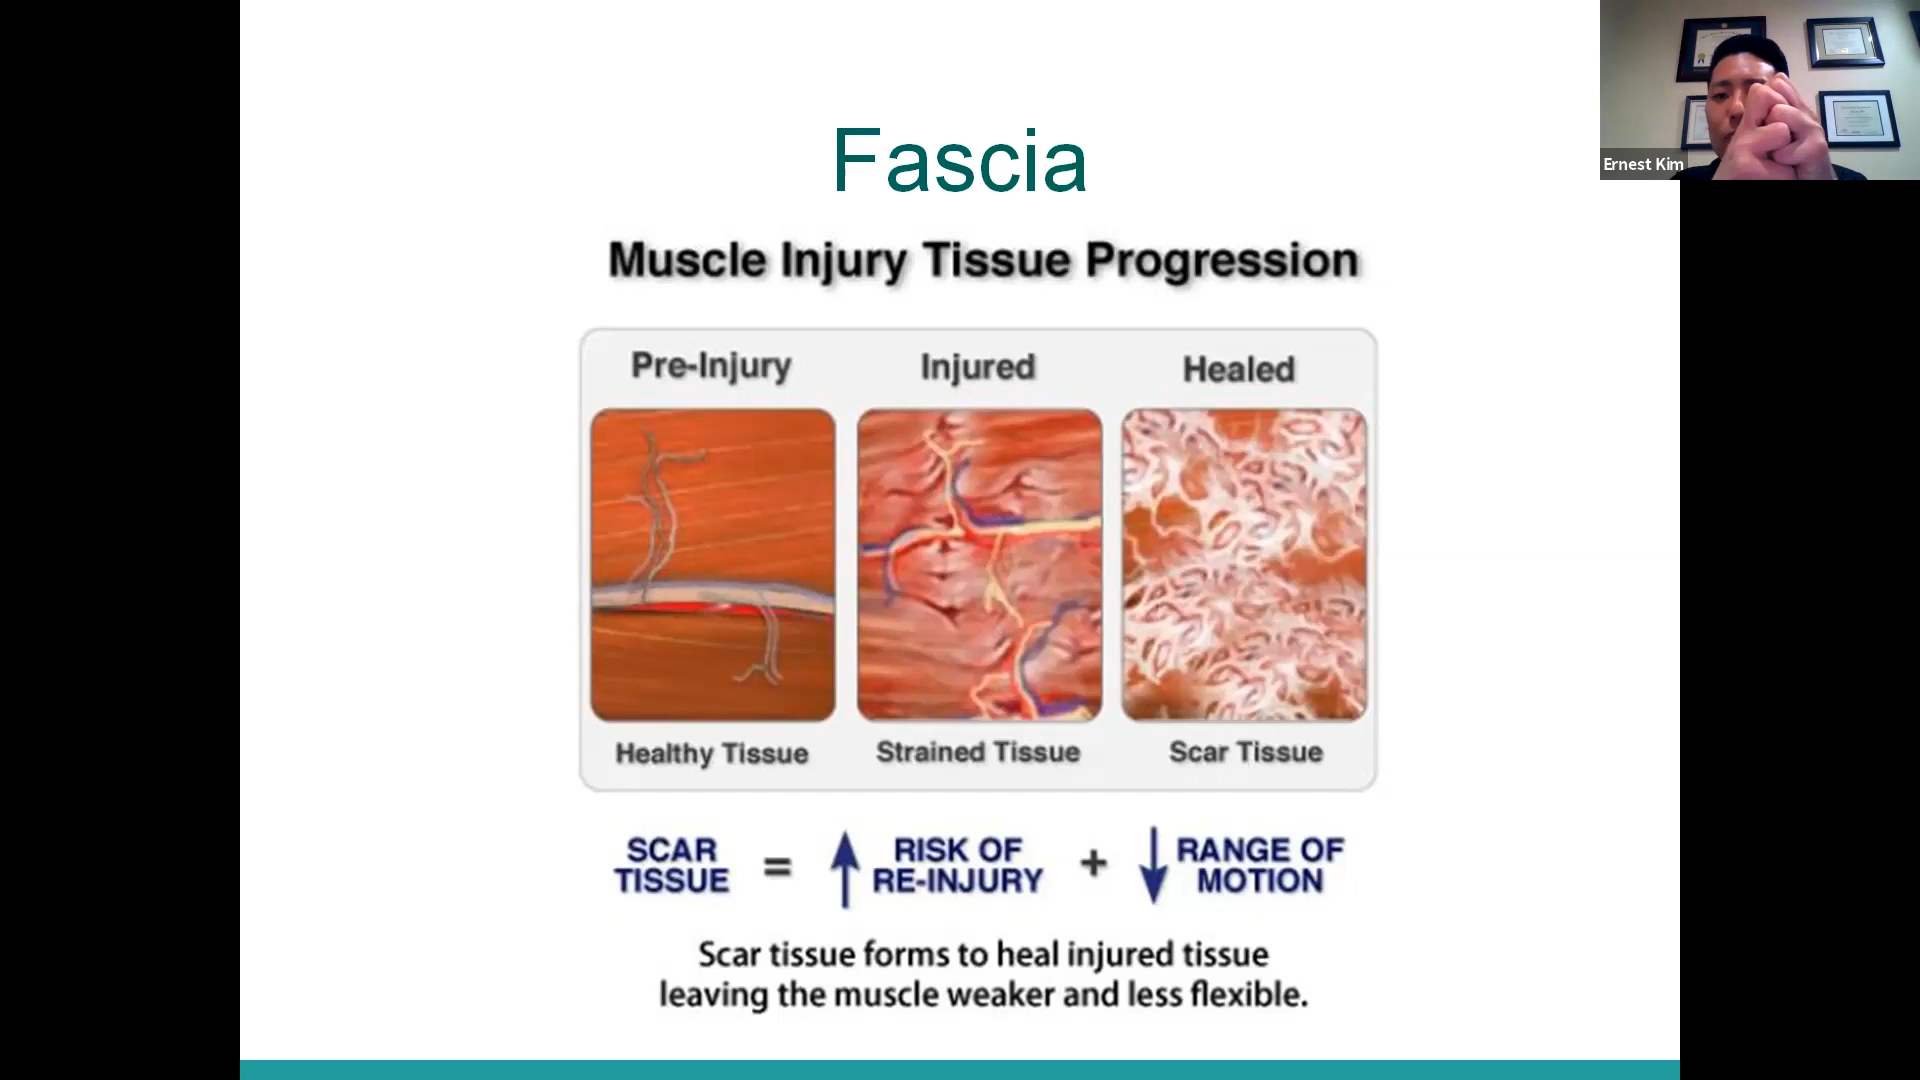 Fascia
Muscle Injury Tissue Progression
Pre-Injury
Injured
Healed
Healthy Tissue
Strained Tissue
Scar Tissue
SCAR
TISSUE
=
RISK OF
RE-INJURY
+
RANGE OF
MOTION
Scar tissue forms to heal injured tissue
leaving the muscle weaker and less flexible.
Ernest Kim